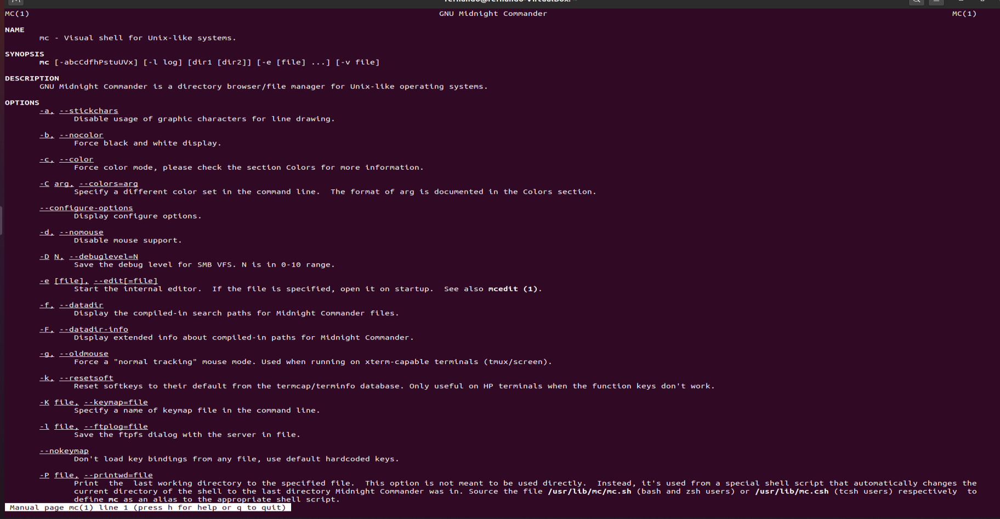 MC(1) GNU Midnight Commander MC(1)
NAME
mc - Visual shell for Unix-like systems.
SYNOPSIS
mc [-abcCdfhPstuUVx] [-l log] [dir1 [dir2]] [-e [file] ...] [-v file]
DESCRIPTION
GNU Midnight Commander is a directory browser/file manager for Unix-like operating systems.
OPTIONS
-a, --stickchars
Disable usage of graphic characters for line drawing.
-b, --nocolor
Force black and white display.
-c, --color
Force color mode, please check the section Colors for more information.
-C arg, --colors=arg
Specify a different color set in the command line.  The format of arg is documented in the Colors section.
--configure-options
Display configure options.
-d, --nomouse
Disable mouse support.
-D N, --debuglevel=N
Save the debug level for SMB VFS. N is in 0-10 range.
-e [file], --edit[=file]
Start the internal editor.  If the file is specified, open it on startup.  See also mcedit (1).
-f, --datadir
Display the compiled-in search paths for Midnight Commander files.
-F, --datadir-info
Display extended info about compiled-in paths for Midnight Commander.
-g, --oldmouse
Force a "normal tracking" mouse mode. Used when running on xterm-capable terminals (tmux/screen).
-k, --resetsoft
Reset softkeys to their default from the termcap/terminfo database. Only useful on HP terminals when the function keys don't work.
-K file, --keymap=file
Specify a name of keymap file in the command line.
-l file, --ftplog=file
Save the ftpfs dialog with the server in file.
--nokeymap
Don't load key bindings from any file, use default hardcoded keys.
-P file, --printwd=file
Print  the  last working directory to the specified file.  This option is not meant to be used directly.  Instead, it's used from a special shell script that automatically changes the
current directory of the shell to the last directory Midnight Commander was in. Source the file /usr/lib/mc/mc.sh (bash and zsh users) or /usr/lib/mc.csh (tcsh users) respectively  to
define mc as an alias to the appropriate shell script.
Manual page mc(1) line 1 (press h for help or q to quit)